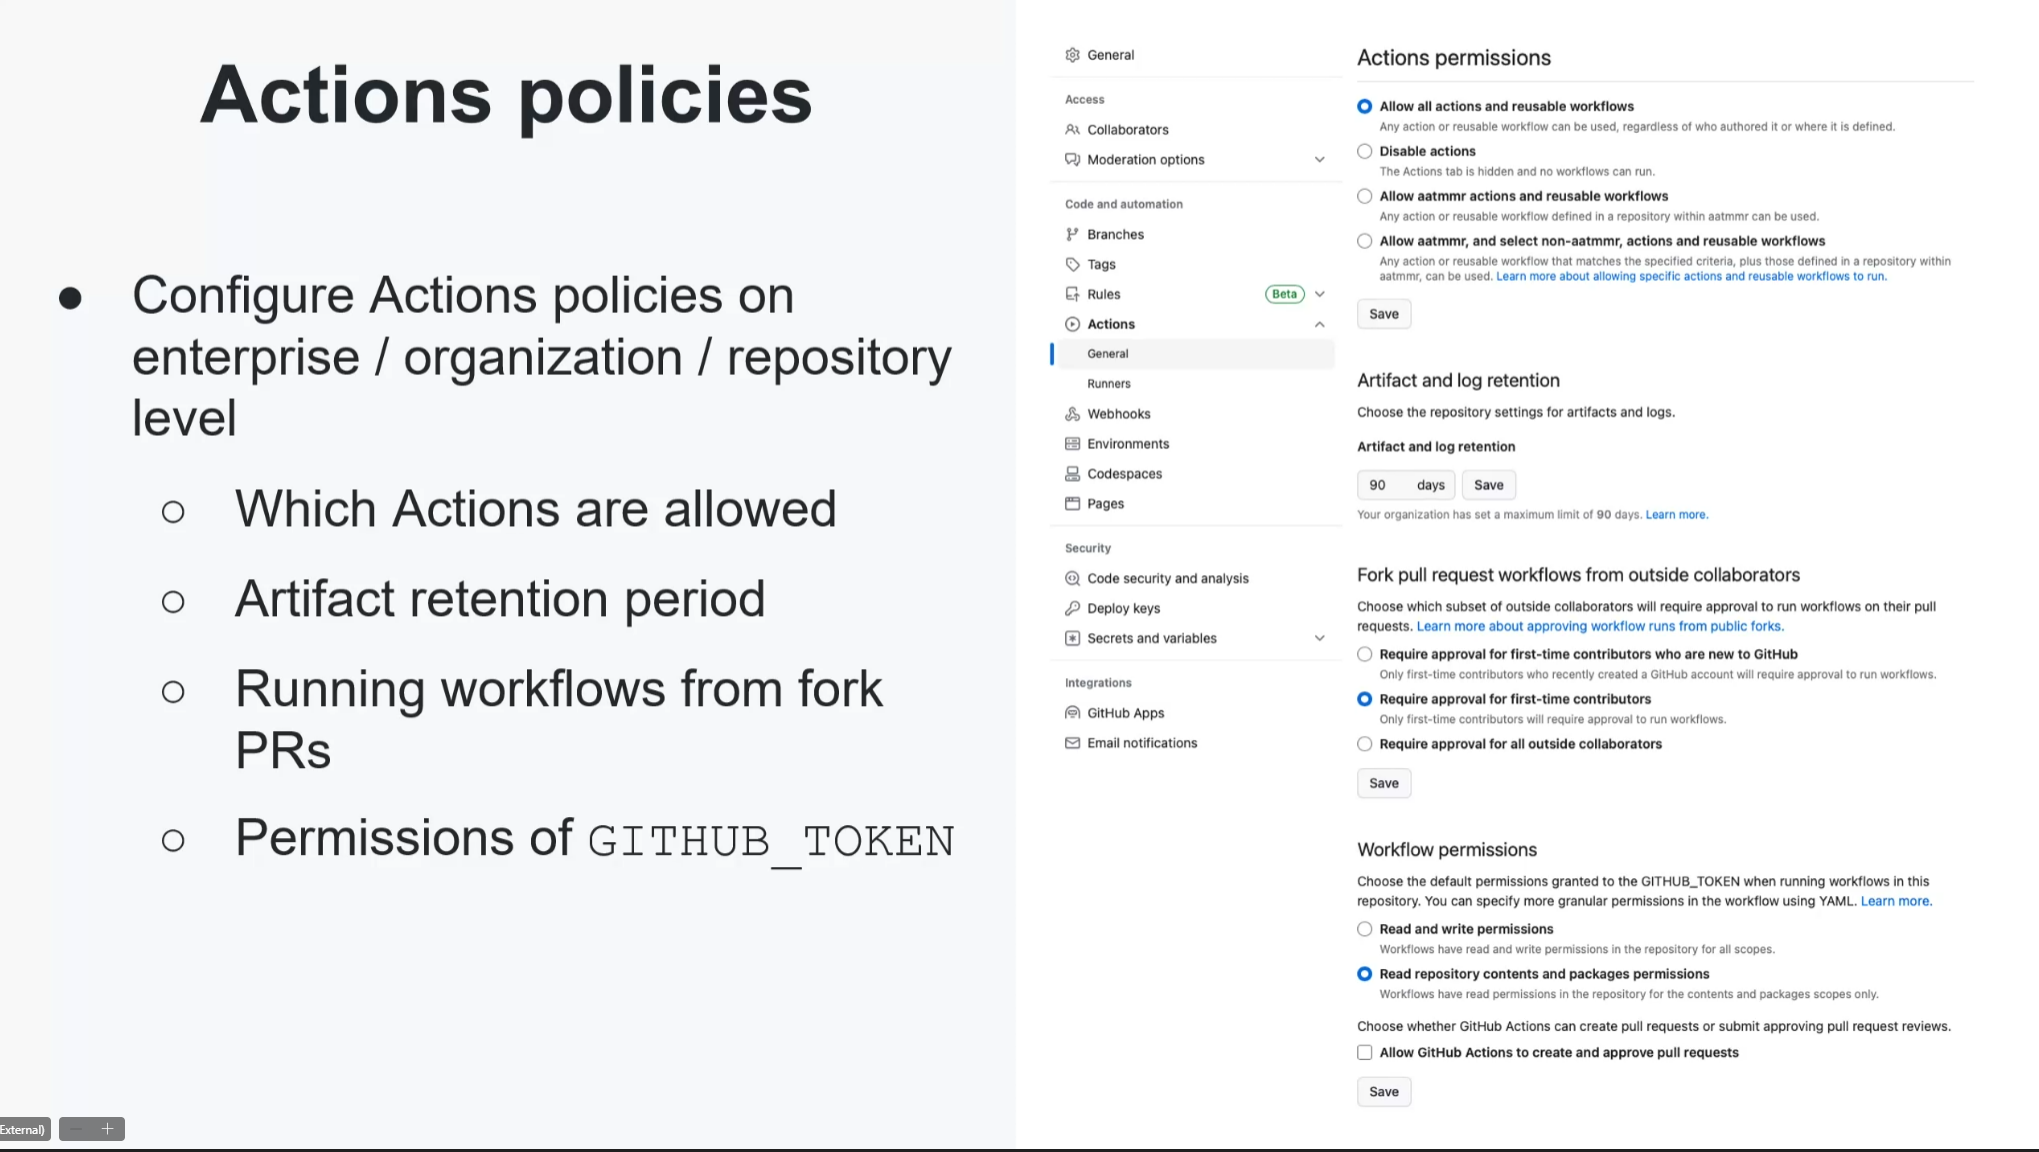 Actions policies
● Configure Actions policies on
enterprise / organization / repository
level
○ Which Actions are allowed
○ Artifact retention period
○ Running workflows from fork
PRs
○ Permissions of GITHUB_TOKEN
External)
General
Access
Collaborators
Moderation options
Code and automation
Branches
Tags
Rules Beta
Actions
General
Runners
Webhooks
Environments
Codespaces
Pages
Security
Code security and analysis
Deploy keys
Secrets and variables
Integrations
GitHub Apps
Email notifications
Actions permissions
Allow all actions and reusable workflows
Any action or reusable workflow can be used, regardless of who authored it or where it is defined.
Disable actions
The Actions tab is hidden and no workflows can run.
Allow aatmmr actions and reusable workflows
Any action or reusable workflow defined in a repository within aatmmr can be used.
Allow aatmmr, and select non-aatmmr, actions and reusable workflows
Any action or reusable workflow that matches the specified criteria, plus those defined in a repository within
aatmmr, can be used. Learn more about allowing specific actions and reusable workflows to run.
Save
Artifact and log retention
Choose the repository settings for artifacts and logs.
Artifact and log retention
90 days Save
Your organization has set a maximum limit of 90 days. Learn more.
Fork pull request workflows from outside collaborators
Choose which subset of outside collaborators will require approval to run workflows on their pull
requests. Learn more about approving workflow runs from public forks.
Require approval for first-time contributors who are new to GitHub
Only first-time contributors who recently created a GitHub account will require approval to run workflows.
Require approval for first-time contributors
Only first-time contributors will require approval to run workflows.
Require approval for all outside collaborators
Save
Workflow permissions
Choose the default permissions granted to the GITHUB_TOKEN when running workflows in this
repository. You can specify more granular permissions in the workflow using YAML. Learn more.
Read and write permissions
Workflows have read and write permissions in the repository for all scopes.
Read repository contents and packages permissions
Workflows have read permissions in the repository for the contents and packages scopes only.
Choose whether GitHub Actions can create pull requests or submit approving pull request reviews.
Allow GitHub Actions to create and approve pull requests
Save